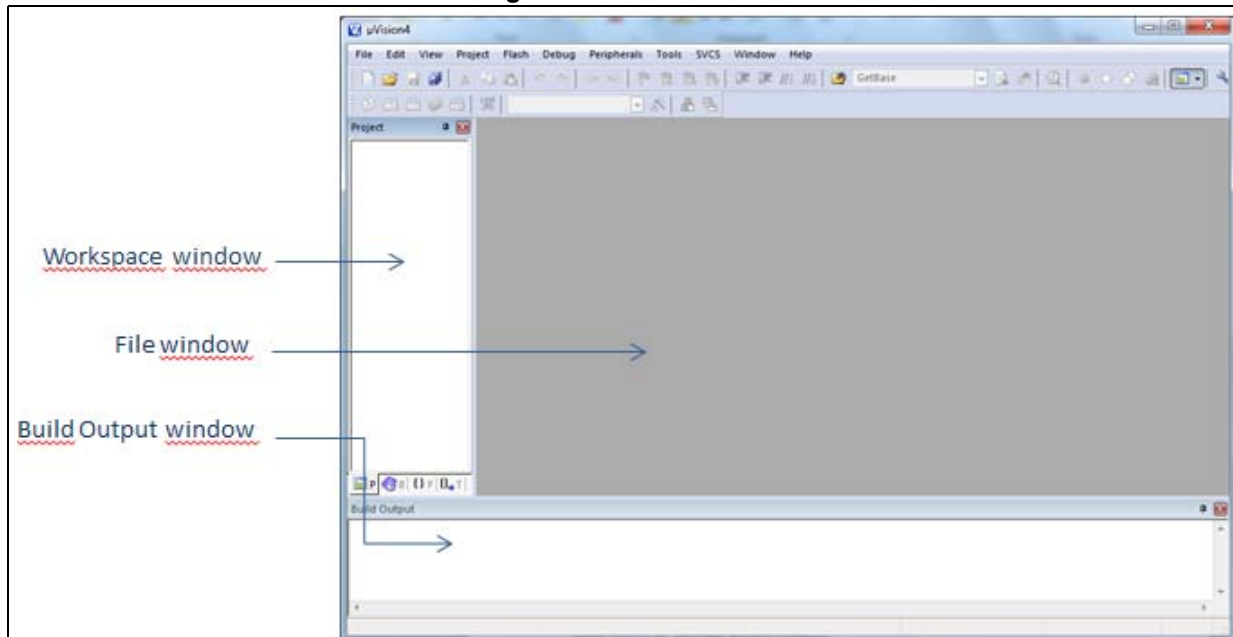 µVision4
File Edit View Project Flash Debug Peripherals Tools SVCS Window Help
GetBase
Project
Workspace window
File window
Build Output window
P B {} F 0 T
Build Output